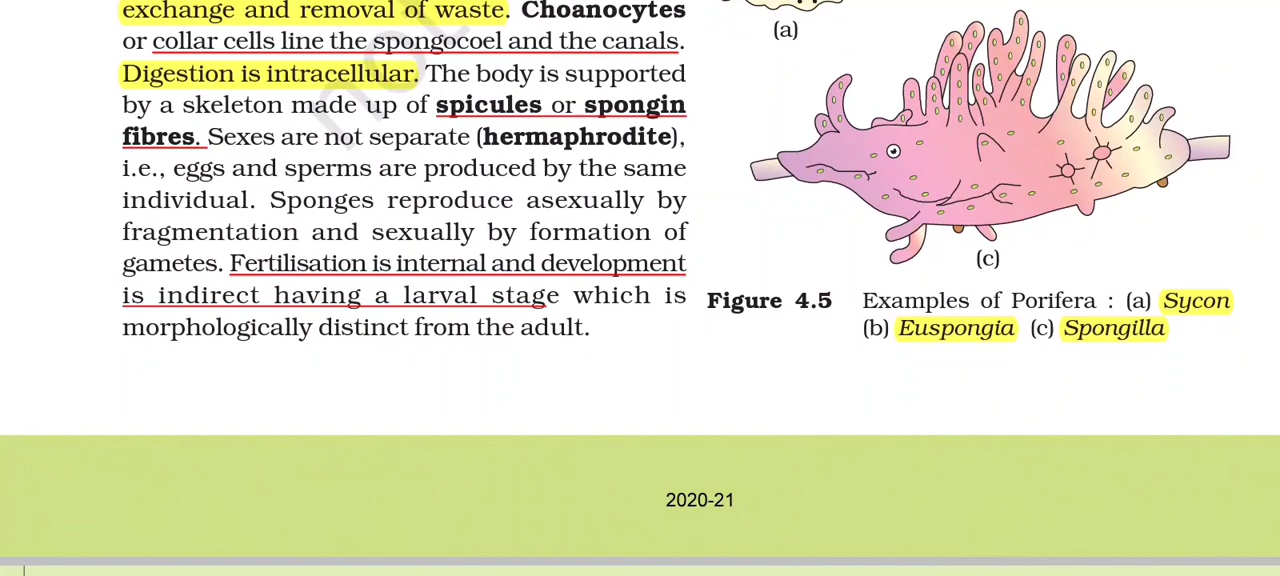 exchange and removal of waste. Choanocytes
or collar cells line the spongocoel and the canals.
Digestion is intracellular. The body is supported
by a skeleton made up of spicules or spongin
fibres. Sexes are not separate (hermaphrodite),
i.e., eggs and sperms are produced by the same
individual. Sponges reproduce asexually by
fragmentation and sexually by formation of
gametes. Fertilisation is internal and development
is indirect having a larval stage which is
morphologically distinct from the adult.
(a)
(c)
Figure 4.5 Examples of Porifera : (a) Sycon
(b) Euspongia (c) Spongilla
2020-21